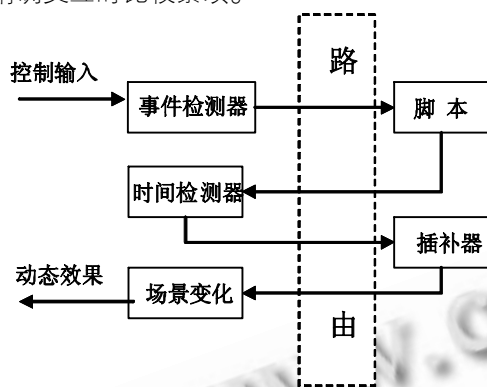 路
控制输入
事件检测器
脚 本
时间检测器
插补器
动态效果
场景变化
由